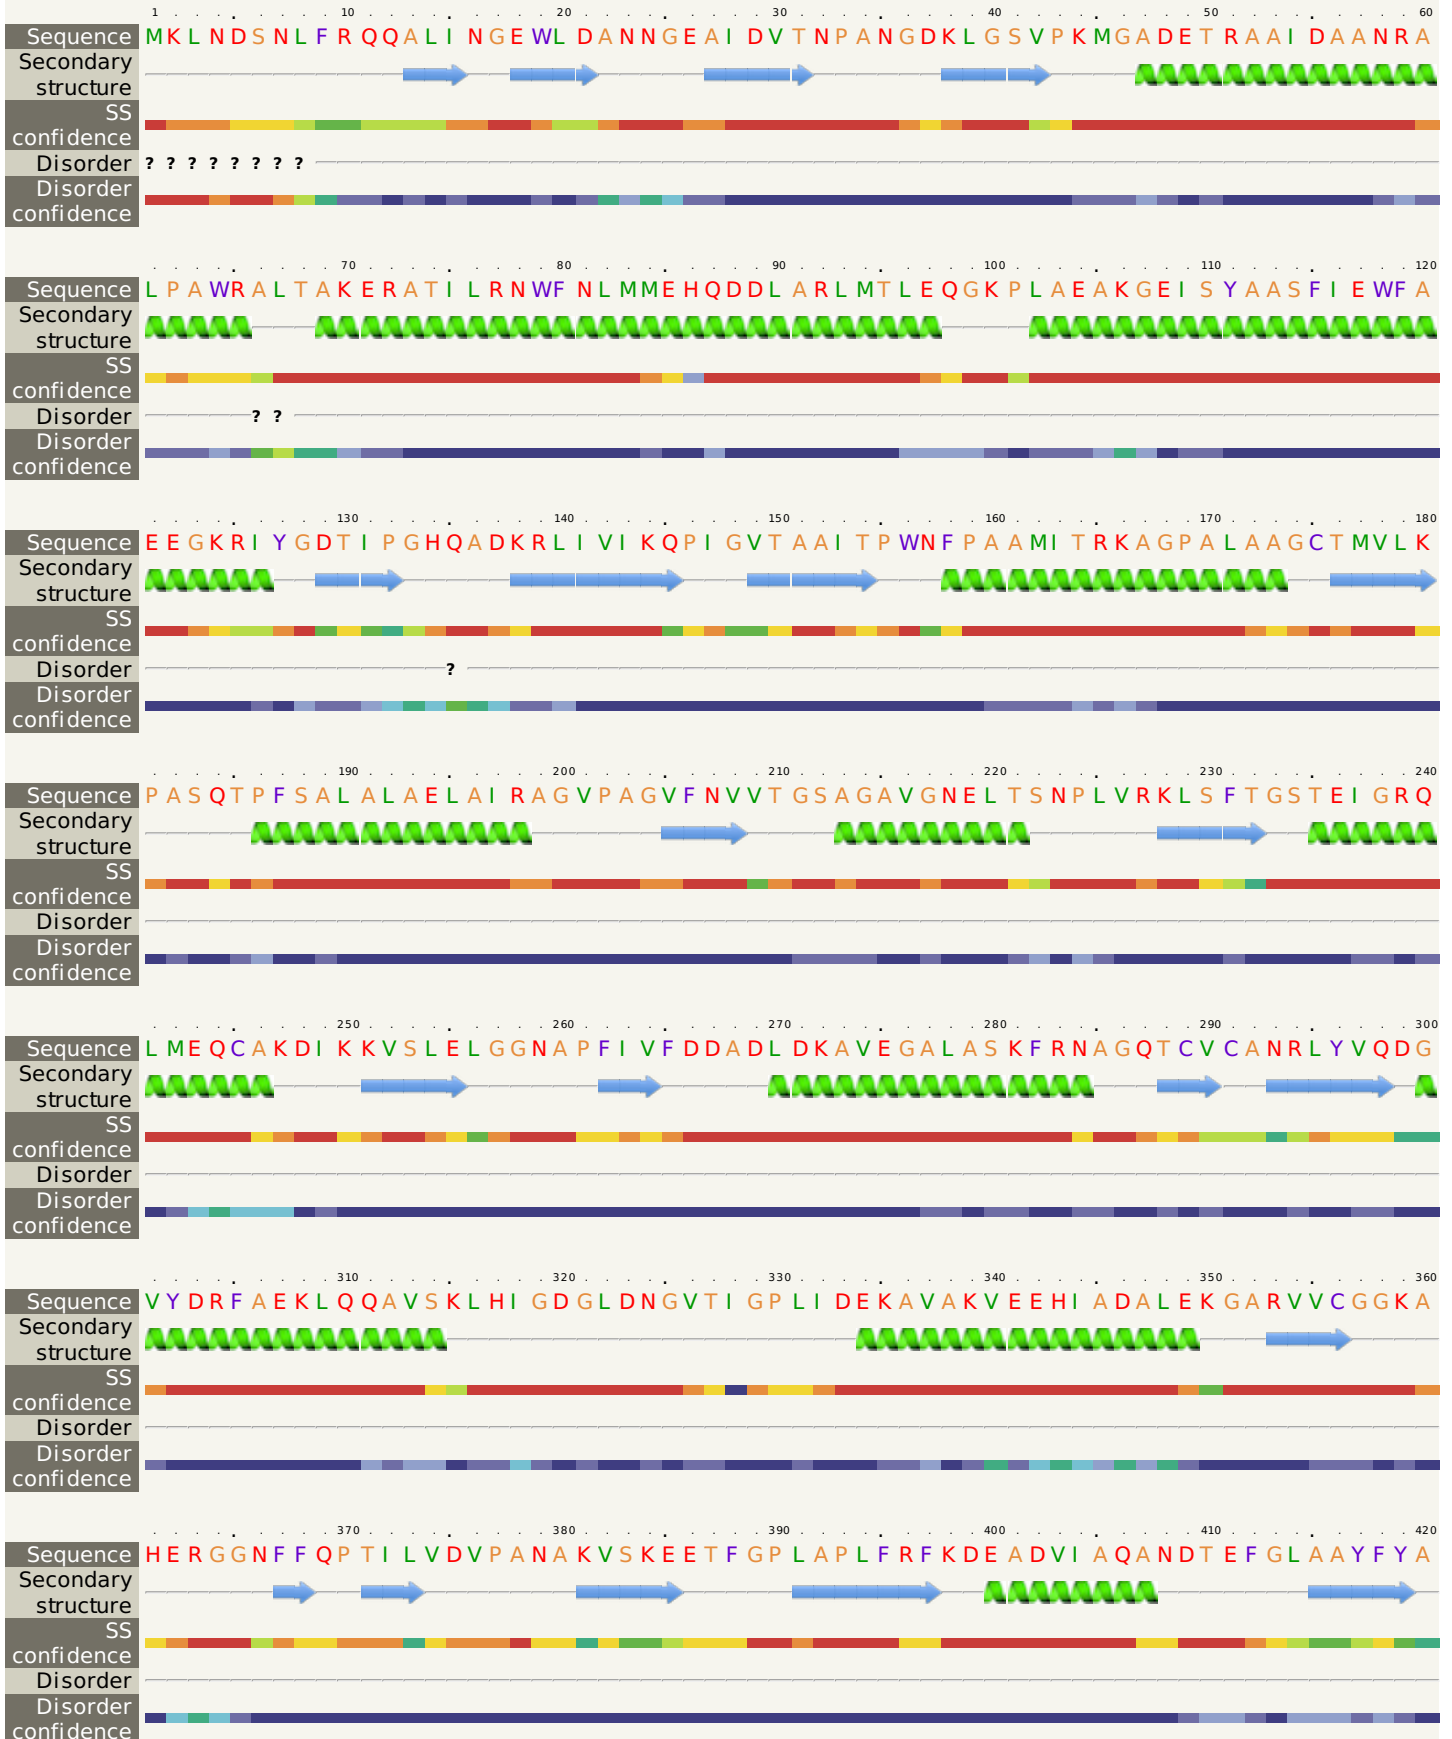 1 10 20 30 40 50 60
Sequence MKLNDSNLFRQQALINGEWLDANNGEAIDVTNPANGDKLGSVPKMGADETRAAIDAANRA
Secondary
structure
SS
confidence
Disorder ? ? ? ? ? ? ? ?
Disorder
confidence
70 80 90 100 110 120
Sequence LPAWRALTAKERATILRNWFNLMMEHQDDLARLMTLEQGKPLAEAKGEISYAASFIEWFA
Secondary
structure
SS
confidence
Disorder ? ?
Disorder
confidence
130 140 150 160 170 180
Sequence EEGKRIYGDTIPGHQADKRLIVIKQPIGVTAAITPWNFPAAMITRKAGPALAAGCTMVLK
Secondary
structure
SS
confidence
Disorder ?
Disorder
confidence
190 200 210 220 230 240
Sequence PASQTPFSALALAELAIRAGVPAGVFNVVTGSAGAVGNELTSNPLVRKLSFTGSTEIGRQ
Secondary
structure
SS
confidence
Disorder
Disorder
confidence
250 260 270 280 290 300
Sequence LMEQCAKDIKKVSLELGGNAPFIVFDDADLDKAVEGALASKFRNAGQTCVCANRLYVQDG
Secondary
structure
SS
confidence
Disorder
Disorder
confidence
310 320 330 340 350 360
Sequence VYDRFAEKLQQAVSKLHIGDGLDNGVTIGPLIDEKAVAKVEEHIADALEKGARVVCGGKA
Secondary
structure
SS
confidence
Disorder
Disorder
confidence
370 380 390 400 410 420
Sequence HERGGNFFQPTILVDVPANAKVSKEETFGPLAPLFRFKDEADVIAQANDTEFGLAAYFYA
Secondary
structure
SS
confidence
Disorder
Disorder
confidence